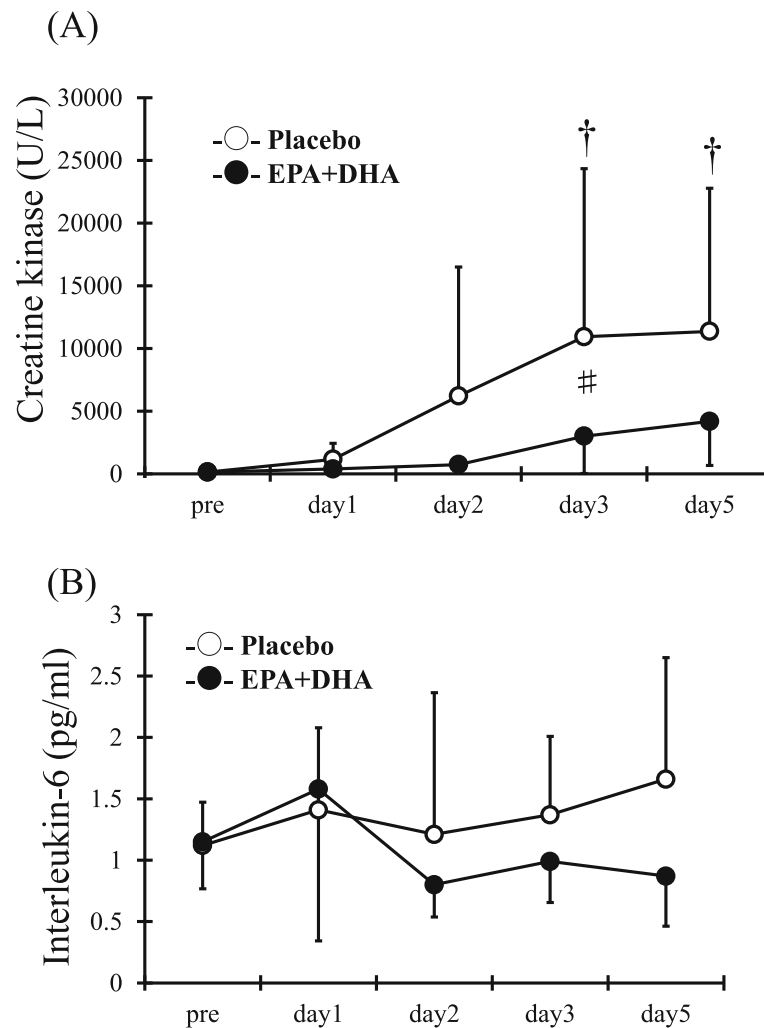 (A)
Creatine kinase (U/L)
30000
25000
20000
15000
10000
5000
0
Placebo
EPA+DHA
†
†
#
pre day1 day2 day3 day5
(B)
Interleukin-6 (pg/ml)
3
2.5
2
1.5
1
0.5
0
Placebo
EPA+DHA
pre day1 day2 day3 day5